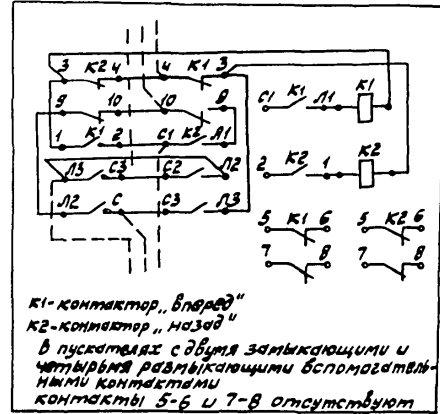 3 К2 4 4 К1 3
9 10 10 9
1 К1 2 С1 К2 Л1
Л3 С3 С2 Л2
Л2 С С3 Л3
С1 К1 Л1 К1
2 К2 1 К2
5 К1 6 5 К2 6
7 8 7 8
К1-контактор „вперед"
К2-контактор „назад"
В пускателях с двумя замыкающими и
четырьмя размыкающими вспомогатель-
ными контактами
контакты 5-6 и 7-8 отсутствуют